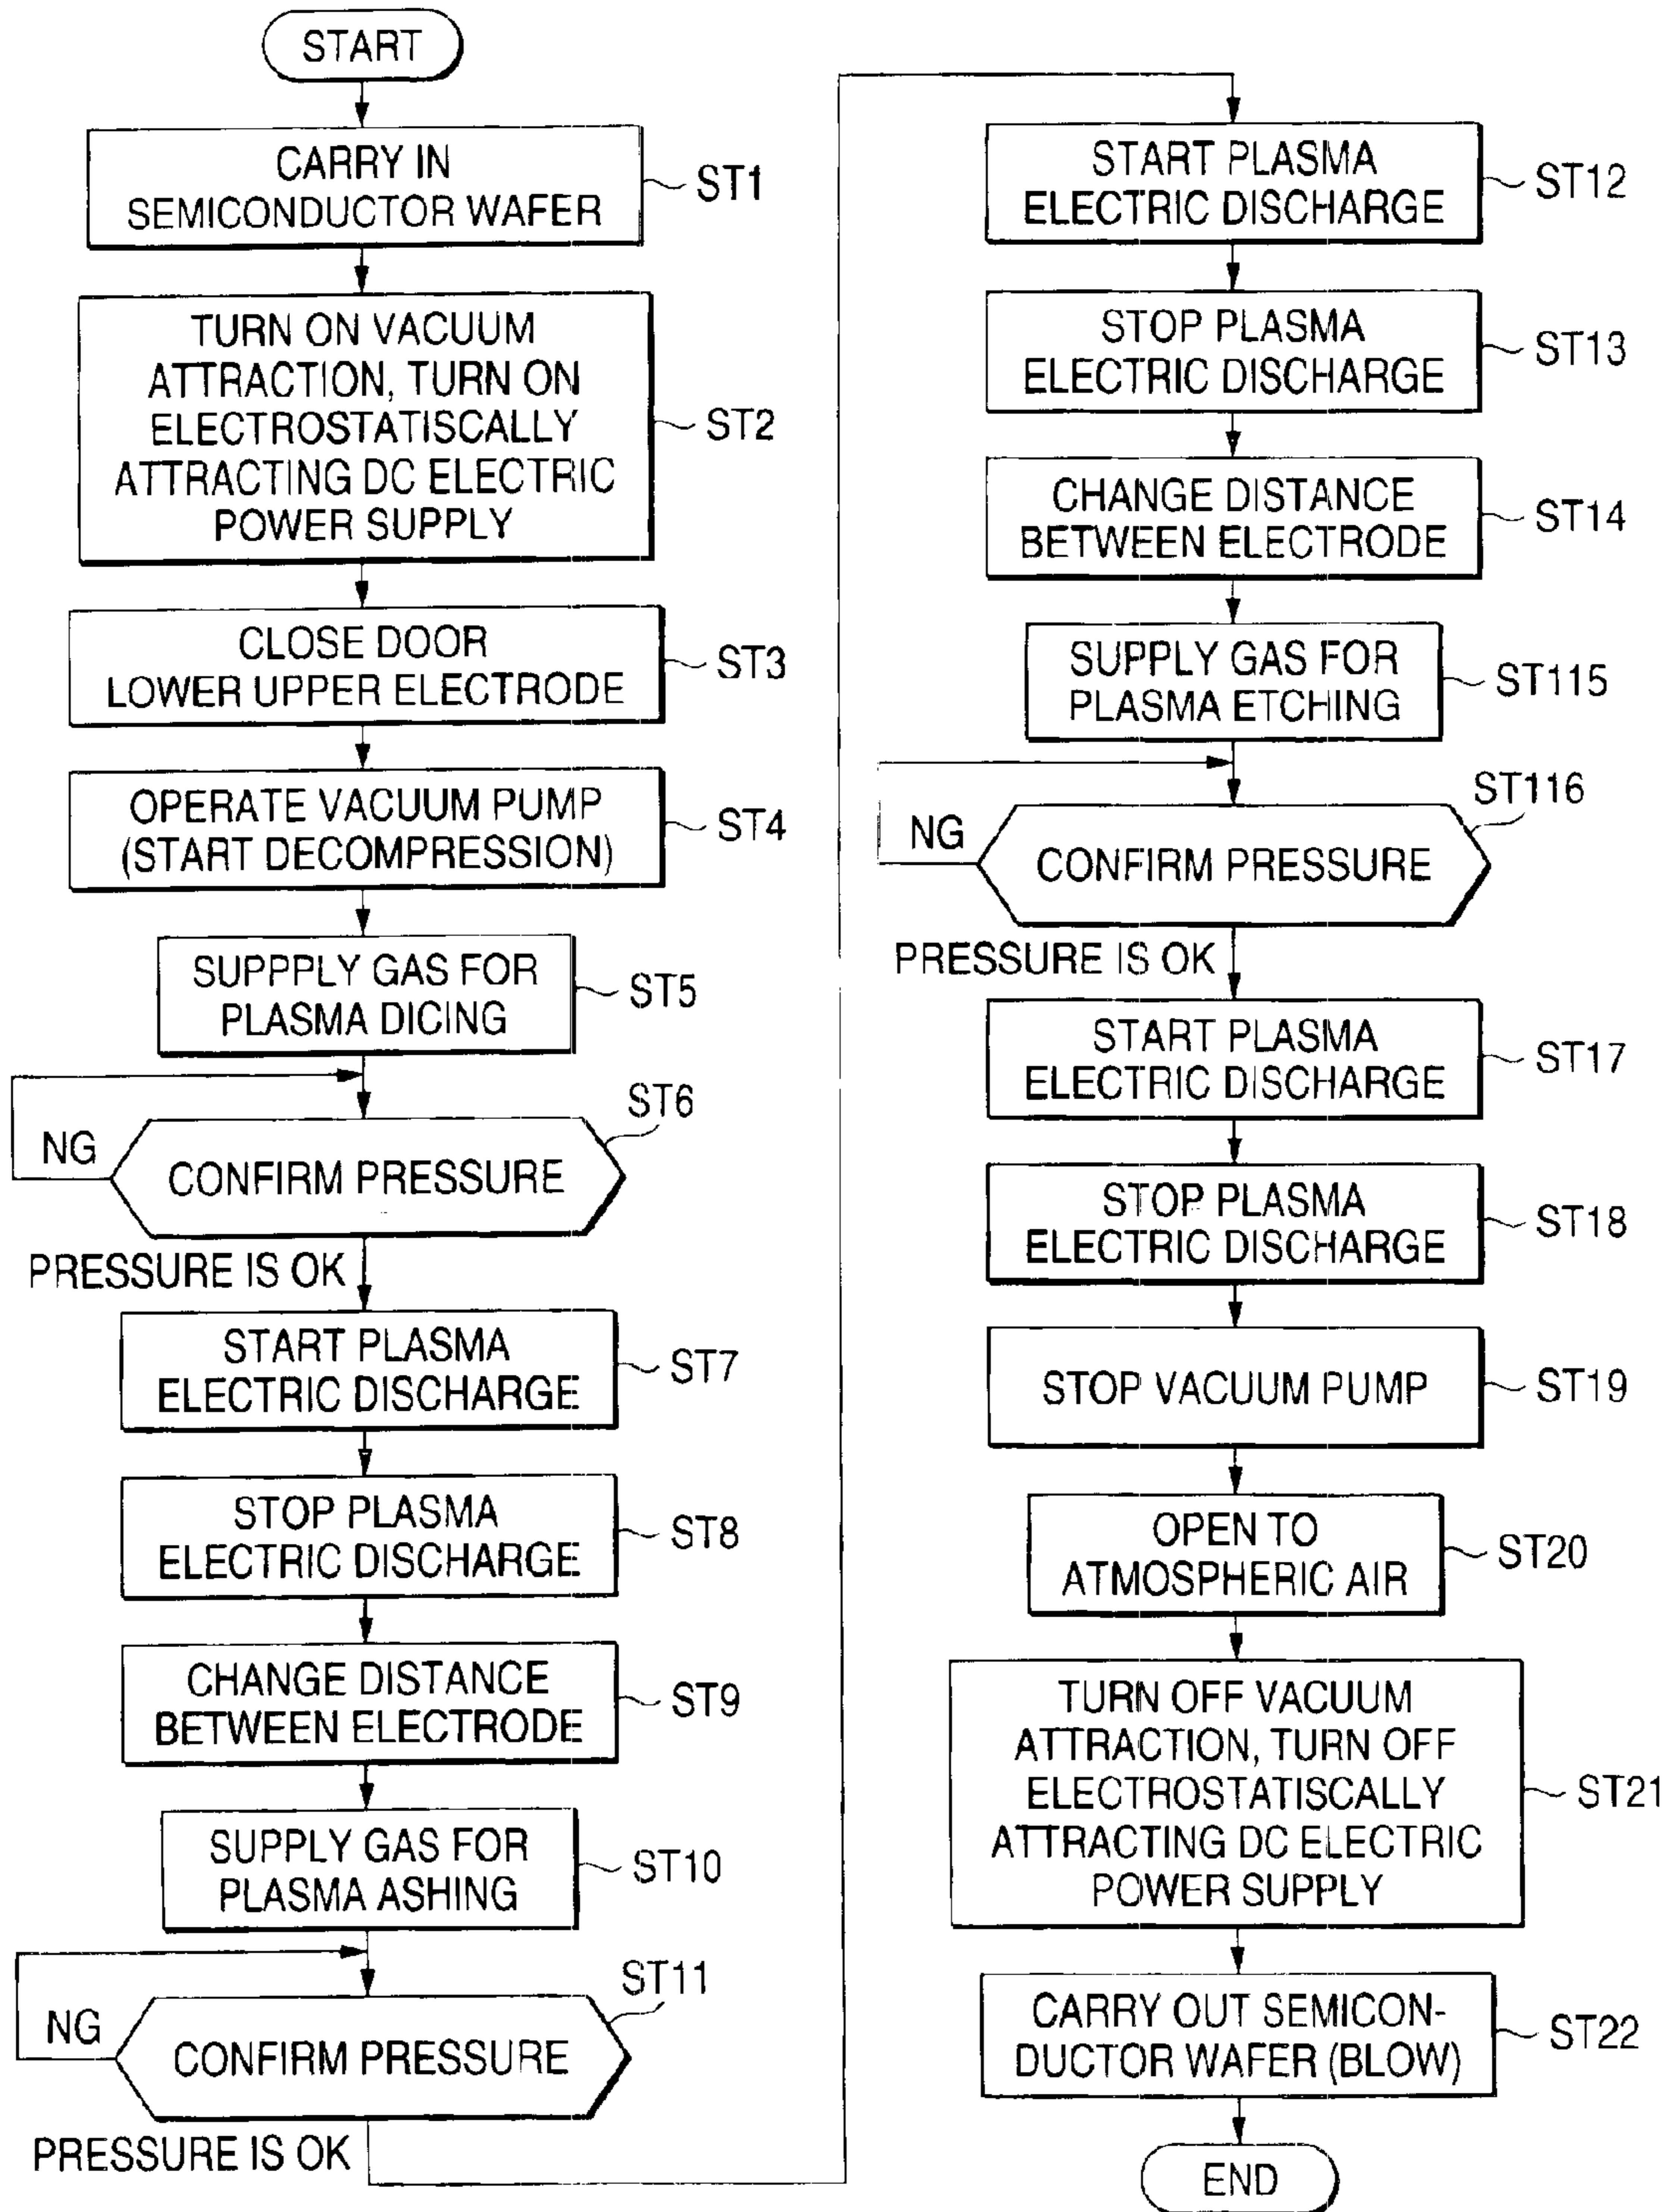 START
CARRY IN
SEMICONDUCTOR WAFER
ST1
TURN ON VACUUM
ATTRACTION, TURN ON
ELECTROSTATISCALLY
ATTRACTING DC ELECTRIC
POWER SUPPLY
ST2
CLOSE DOOR
LOWER UPPER ELECTRODE
ST3
OPERATE VACUUM PUMP
(START DECOMPRESSION)
ST4
SUPPPLY GAS FOR
PLASMA DICING
ST5
ST6
NG
CONFIRM PRESSURE
PRESSURE IS OK
START PLASMA
ELECTRIC DISCHARGE
ST7
STOP PLASMA
ELECTRIC DISCHARGE
ST8
CHANGE DISTANCE
BETWEEN ELECTRODE
ST9
SUPPLY GAS FOR
PLASMA ASHING
ST10
ST11
NG
CONFIRM PRESSURE
PRESSURE IS OK
START PLASMA
ELECTRIC DISCHARGE
ST12
STOP PLASMA
ELECTRIC DISCHARGE
ST13
CHANGE DISTANCE
BETWEEN ELECTRODE
ST14
SUPPLY GAS FOR
PLASMA ETCHING
ST115
ST116
NG
CONFIRM PRESSURE
PRESSURE IS OK
START PLASMA
ELECTRIC DISCHARGE
ST17
STOP PLASMA
ELECTRIC DISCHARGE
ST18
STOP VACUUM PUMP
ST19
OPEN TO
ATMOSPHERIC AIR
ST20
TURN OFF VACUUM
ATTRACTION, TURN OFF
ELECTROSTATISCALLY
ATTRACTING DC ELECTRIC
POWER SUPPLY
ST21
CARRY OUT SEMICON-
DUCTOR WAFER (BLOW)
ST22
END